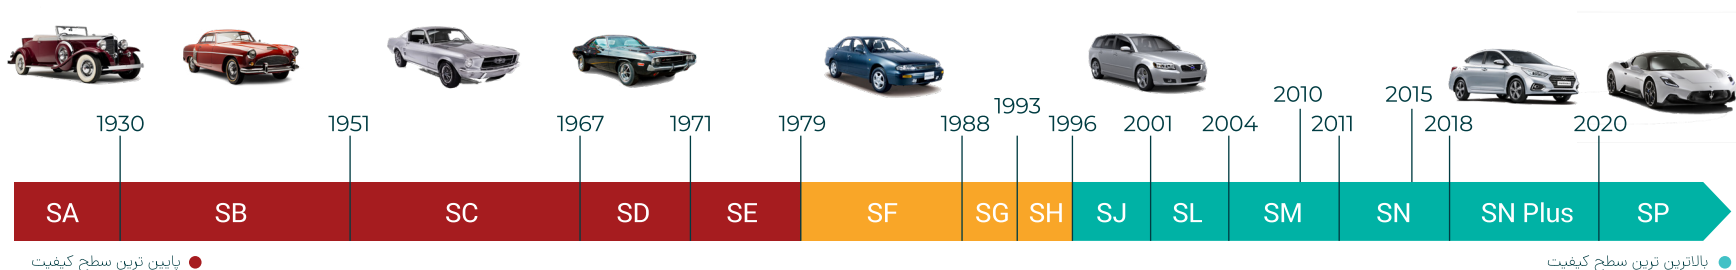 1993
2010
2015
1930
1951
1967
1971
1979
1988
1996
2001
2004
2011
2018
2020
SA
SB
SC
SD
SE
SF
SG
SH
SJ
SL
SM
SN
SN Plus
SP
پایین ترین سطح کیفیت
بالاترین ترین سطح کیفیت